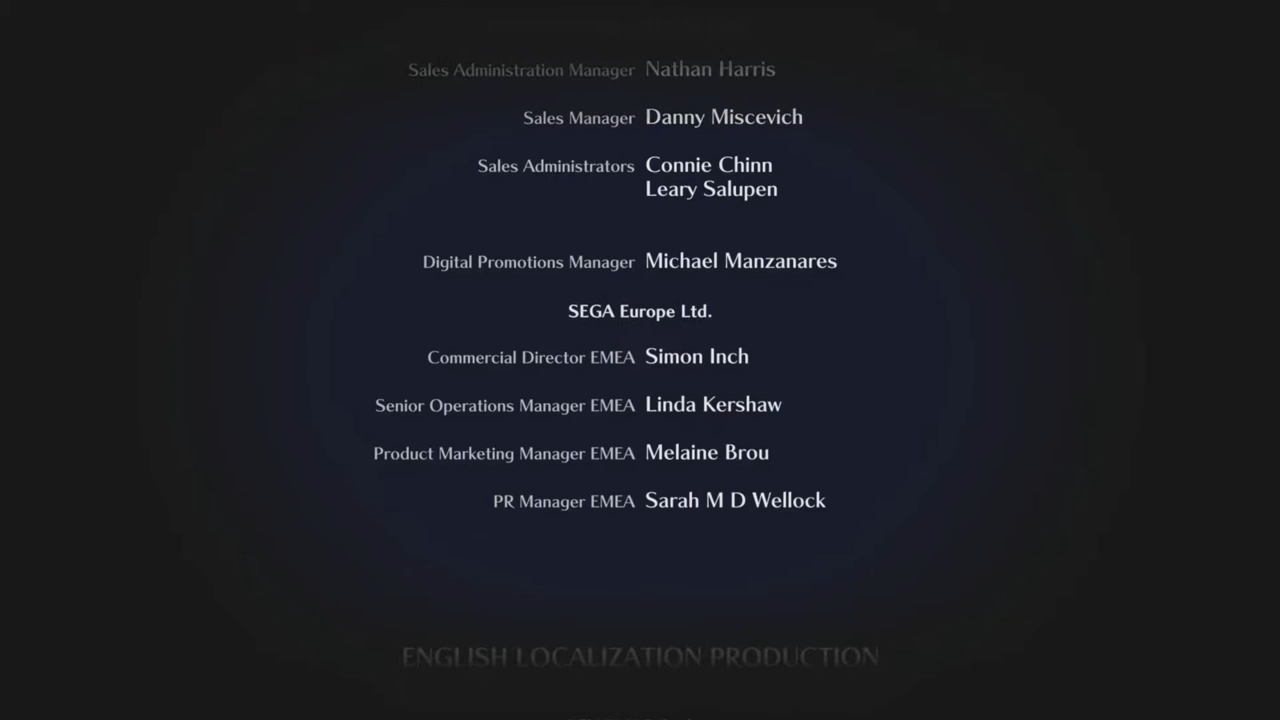 Sales Administration Manager Nathan Harris
Sales Manager Danny Miscevich
Sales Administrators Connie Chinn
Leary Salupen
Digital Promotions Manager Michael Manzanares
SEGA Europe Ltd.
Commercial Director EMEA Simon Inch
Senior Operations Manager EMEA Linda Kershaw
Product Marketing Manager EMEA Melaine Brou
PR Manager EMEA Sarah M D Wellock
ENGLISH LOCALIZATION PRODUCTION